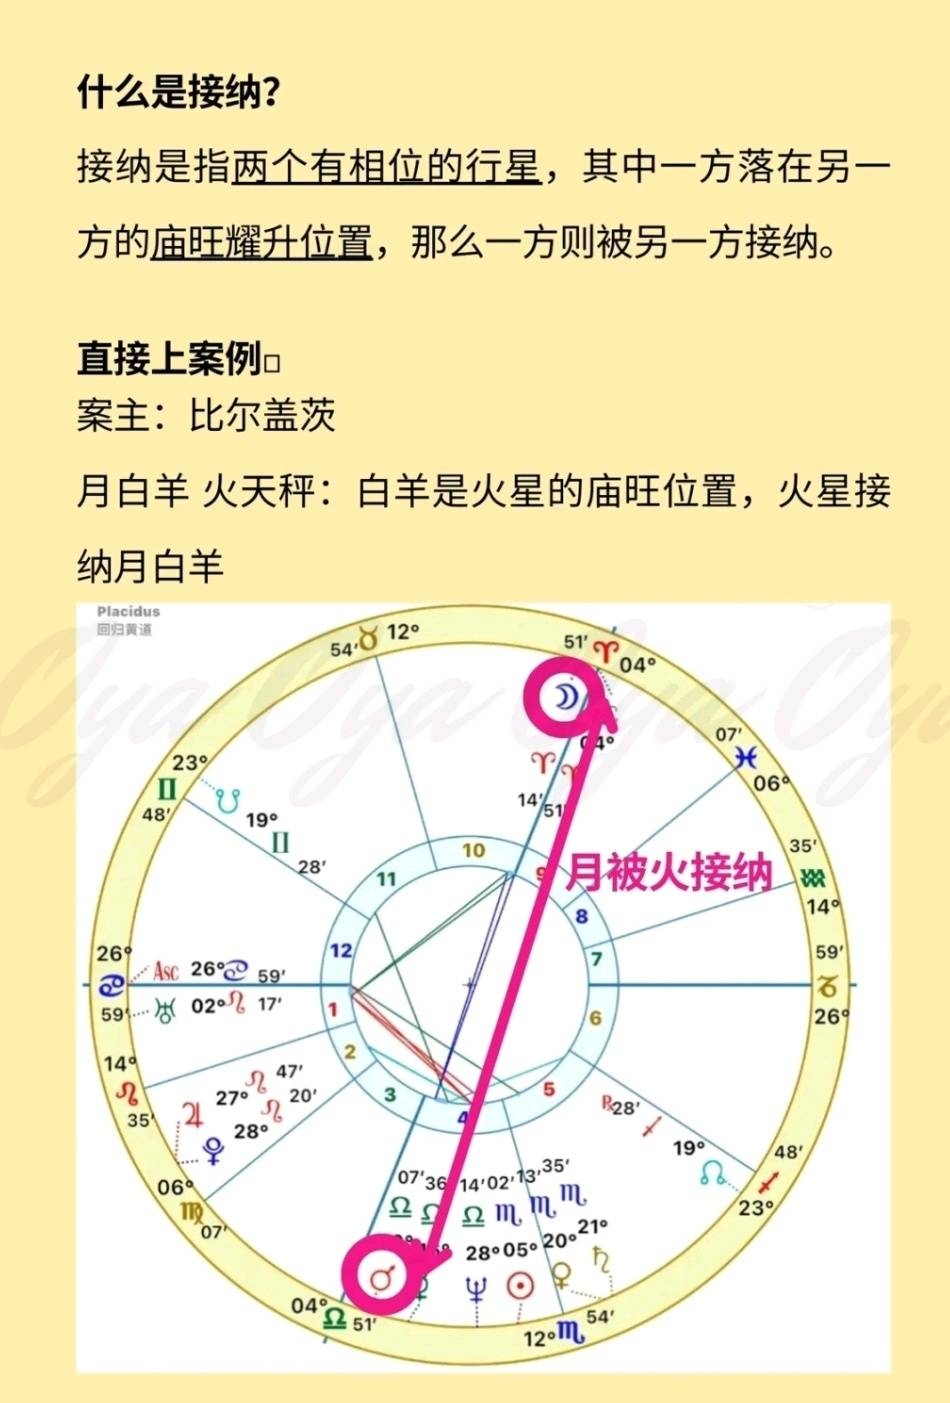 什么是接纳?
接纳是指两个有相位的行星，其中一方落在另一
方的庙旺耀升位置，那么一方则被另一方接纳。
直接上案例
案主：比尔盖茨
月白羊 火天秤：白羊是火星的庙旺位置，火星接
纳月白羊
Placidus
回归黄道
54' ♉ 12°
51' ♈ 04°
04°
♈ ♈
14' 51'
07' ♓ 06°
23° ♊ 48'
19° ♊ 28'
35' ♒ 14°
月被火接纳
10
11
9
8
12
7
26° ♋ 59'
Asc 26° ♋ 59'
02° ♌ 17'
59' ♑ 26°
1
6
2
3
4
5
14° ♌ 35'
27° ♌ 47'
28° ♌ 20'
℞ 28' ♐ 19°
48' ♐ 23°
06° ♍ 07'
07' 36' 14' 02' 13' 35'
♎ ♎ ♎ ♏ ♏ ♏
28° 05° 20° 21°
04° ♎ 51'
12° ♏ 54'
Oya Oya Oya Oy